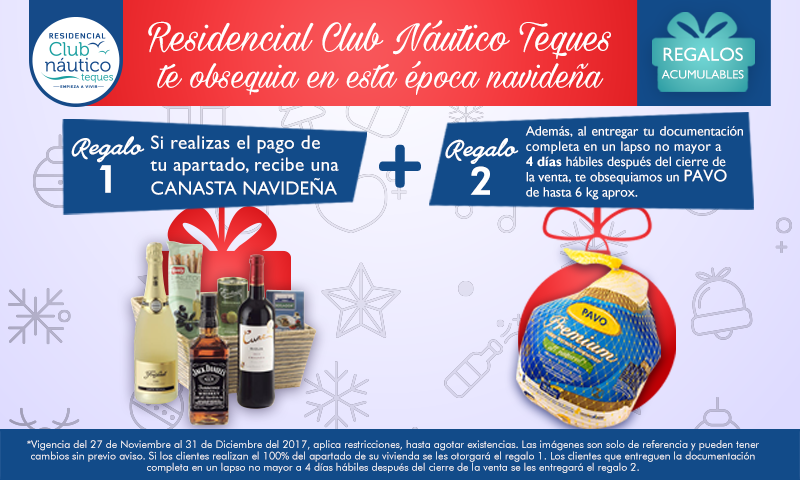 RESIDENCIAL
Club
náutico
teques
EMPIEZA A VIVIR
Residencial Club Náutico Teques
te obsequia en esta época navideña
REGALOS
ACUMULABLES
Regalo
1
Si realizas el pago de
tu apartado, recibe una
CANASTA NAVIDEÑA
+
Regalo
2
Además, al entregar tu documentación
completa en un lapso no mayor a
4 días hábiles después del cierre de
la venta, te obsequiamos un PAVO
de hasta 6 kg aprox.
Freixenet
JACK DANIEL'S
Cune
PAVO
Premium
*Vigencia del 27 de Noviembre al 31 de Diciembre del 2017, aplica restricciones, hasta agotar existencias. Las imágenes son solo de referencia y pueden tener
cambios sin previo aviso. Si los clientes realizan el 100% del apartado de su vivienda se les otorgará el regalo 1. Los clientes que entreguen la documentación
completa en un lapso no mayor a 4 días hábiles después del cierre de la venta se les entregará el regalo 2.